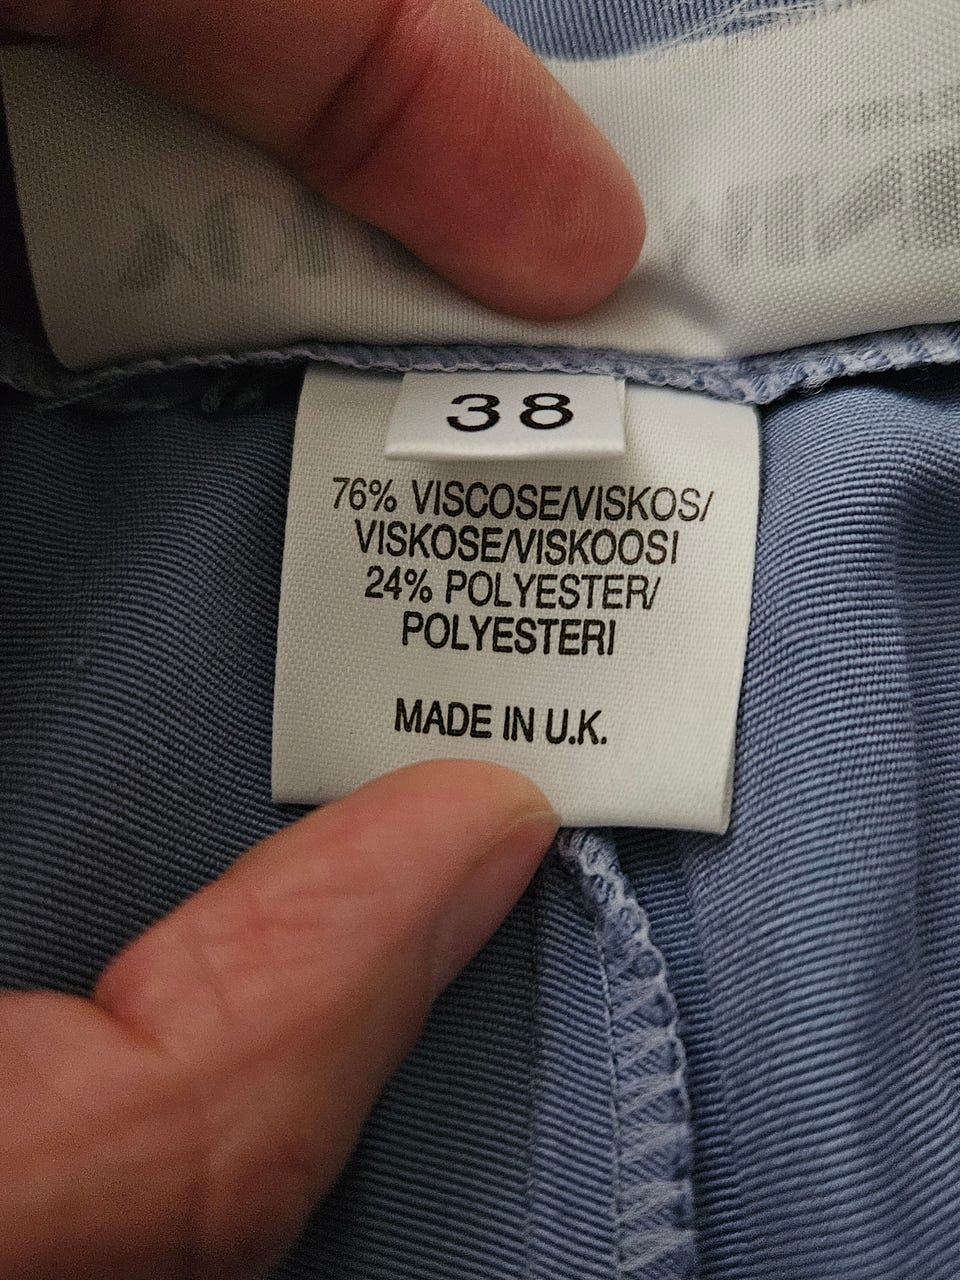 38
76% VISCOSE/VISKOS/
VISKOSE/VISKOOSI
24% POLYESTER/
POLYESTERI
MADE IN U.K.